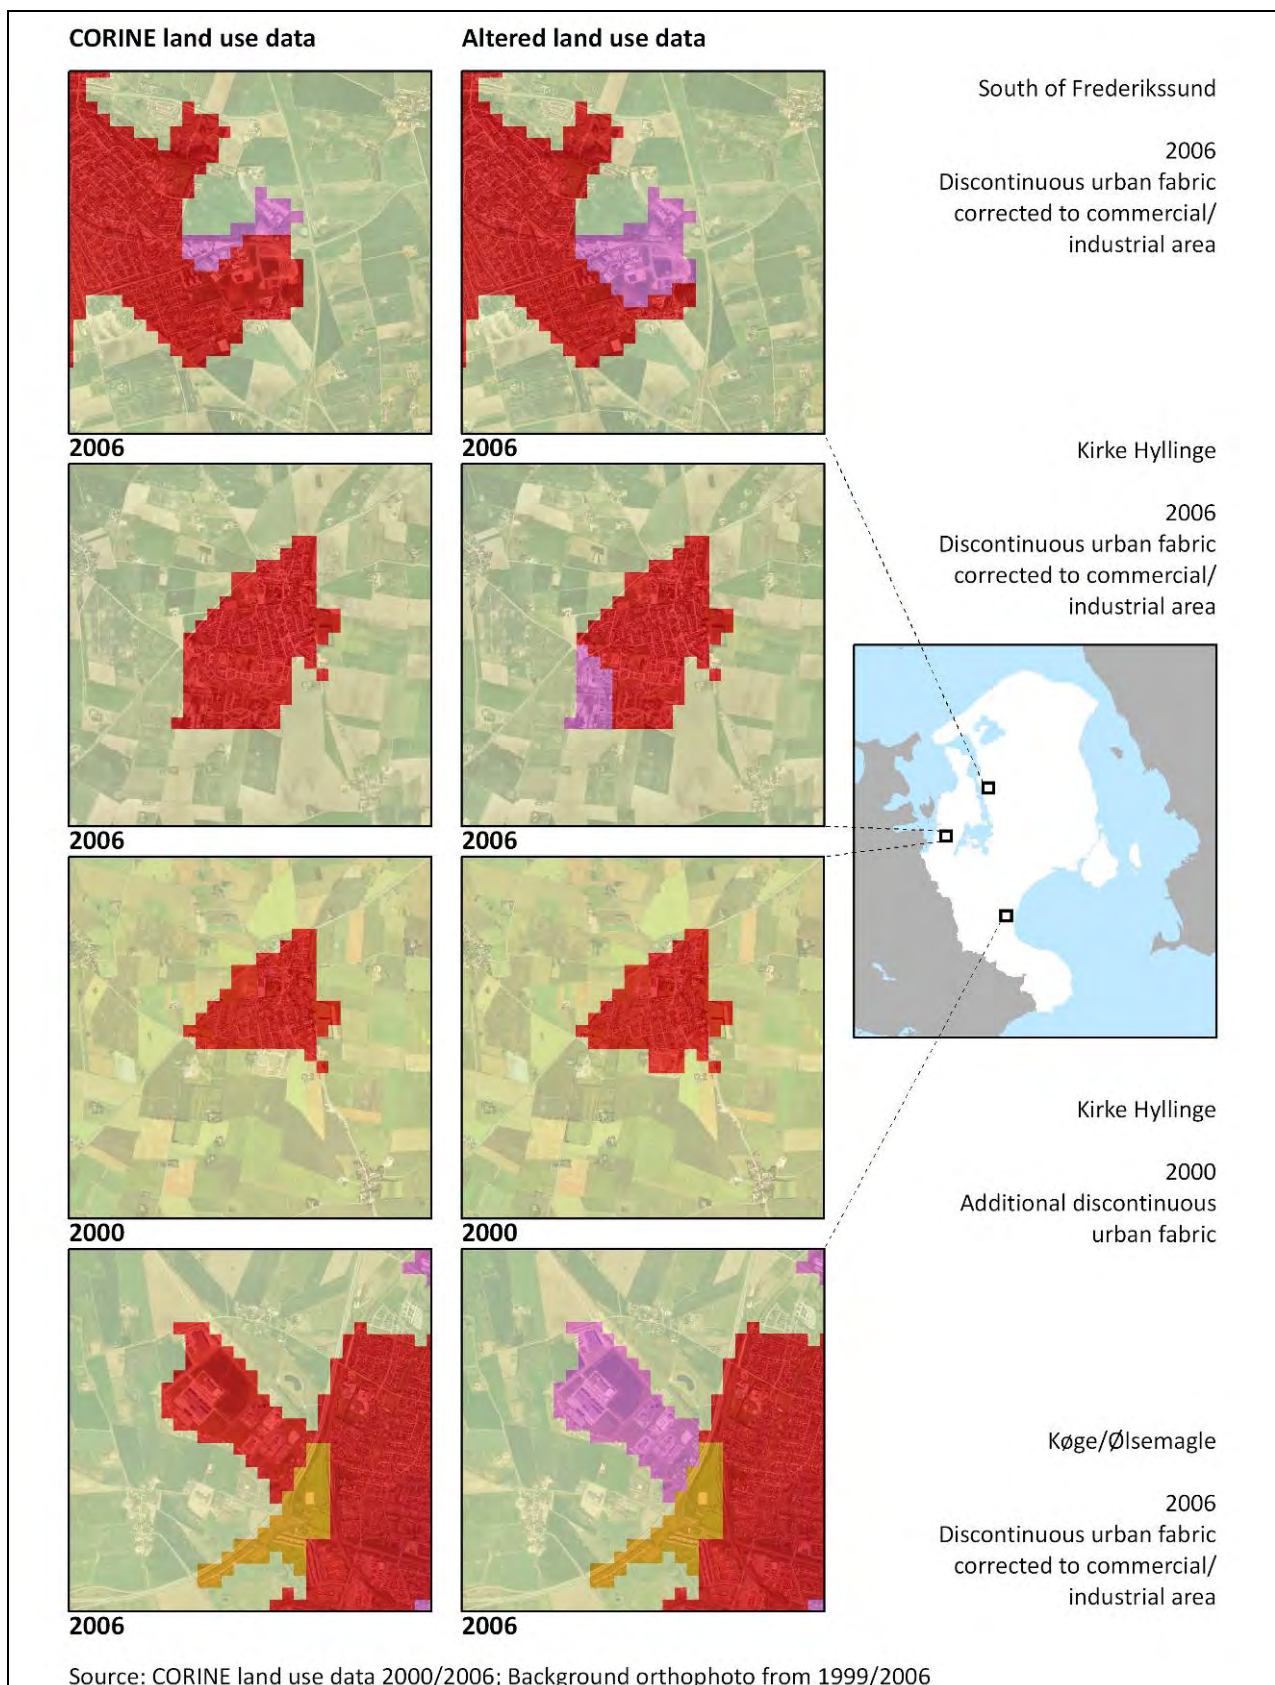 CORINE land use data
Altered land use data
South of Frederikssund
2006
Discontinuous urban fabric
corrected to commercial/
industrial area
2006
2006
Kirke Hyllinge
2006
Discontinuous urban fabric
corrected to commercial/
industrial area
2006
2006
Kirke Hyllinge
2000
Additional discontinuous
urban fabric
2000
2000
Køge/Ølsemagle
2006
Discontinuous urban fabric
corrected to commercial/
industrial area
2006
2006
Source: CORINE land use data 2000/2006; Background orthophoto from 1999/2006